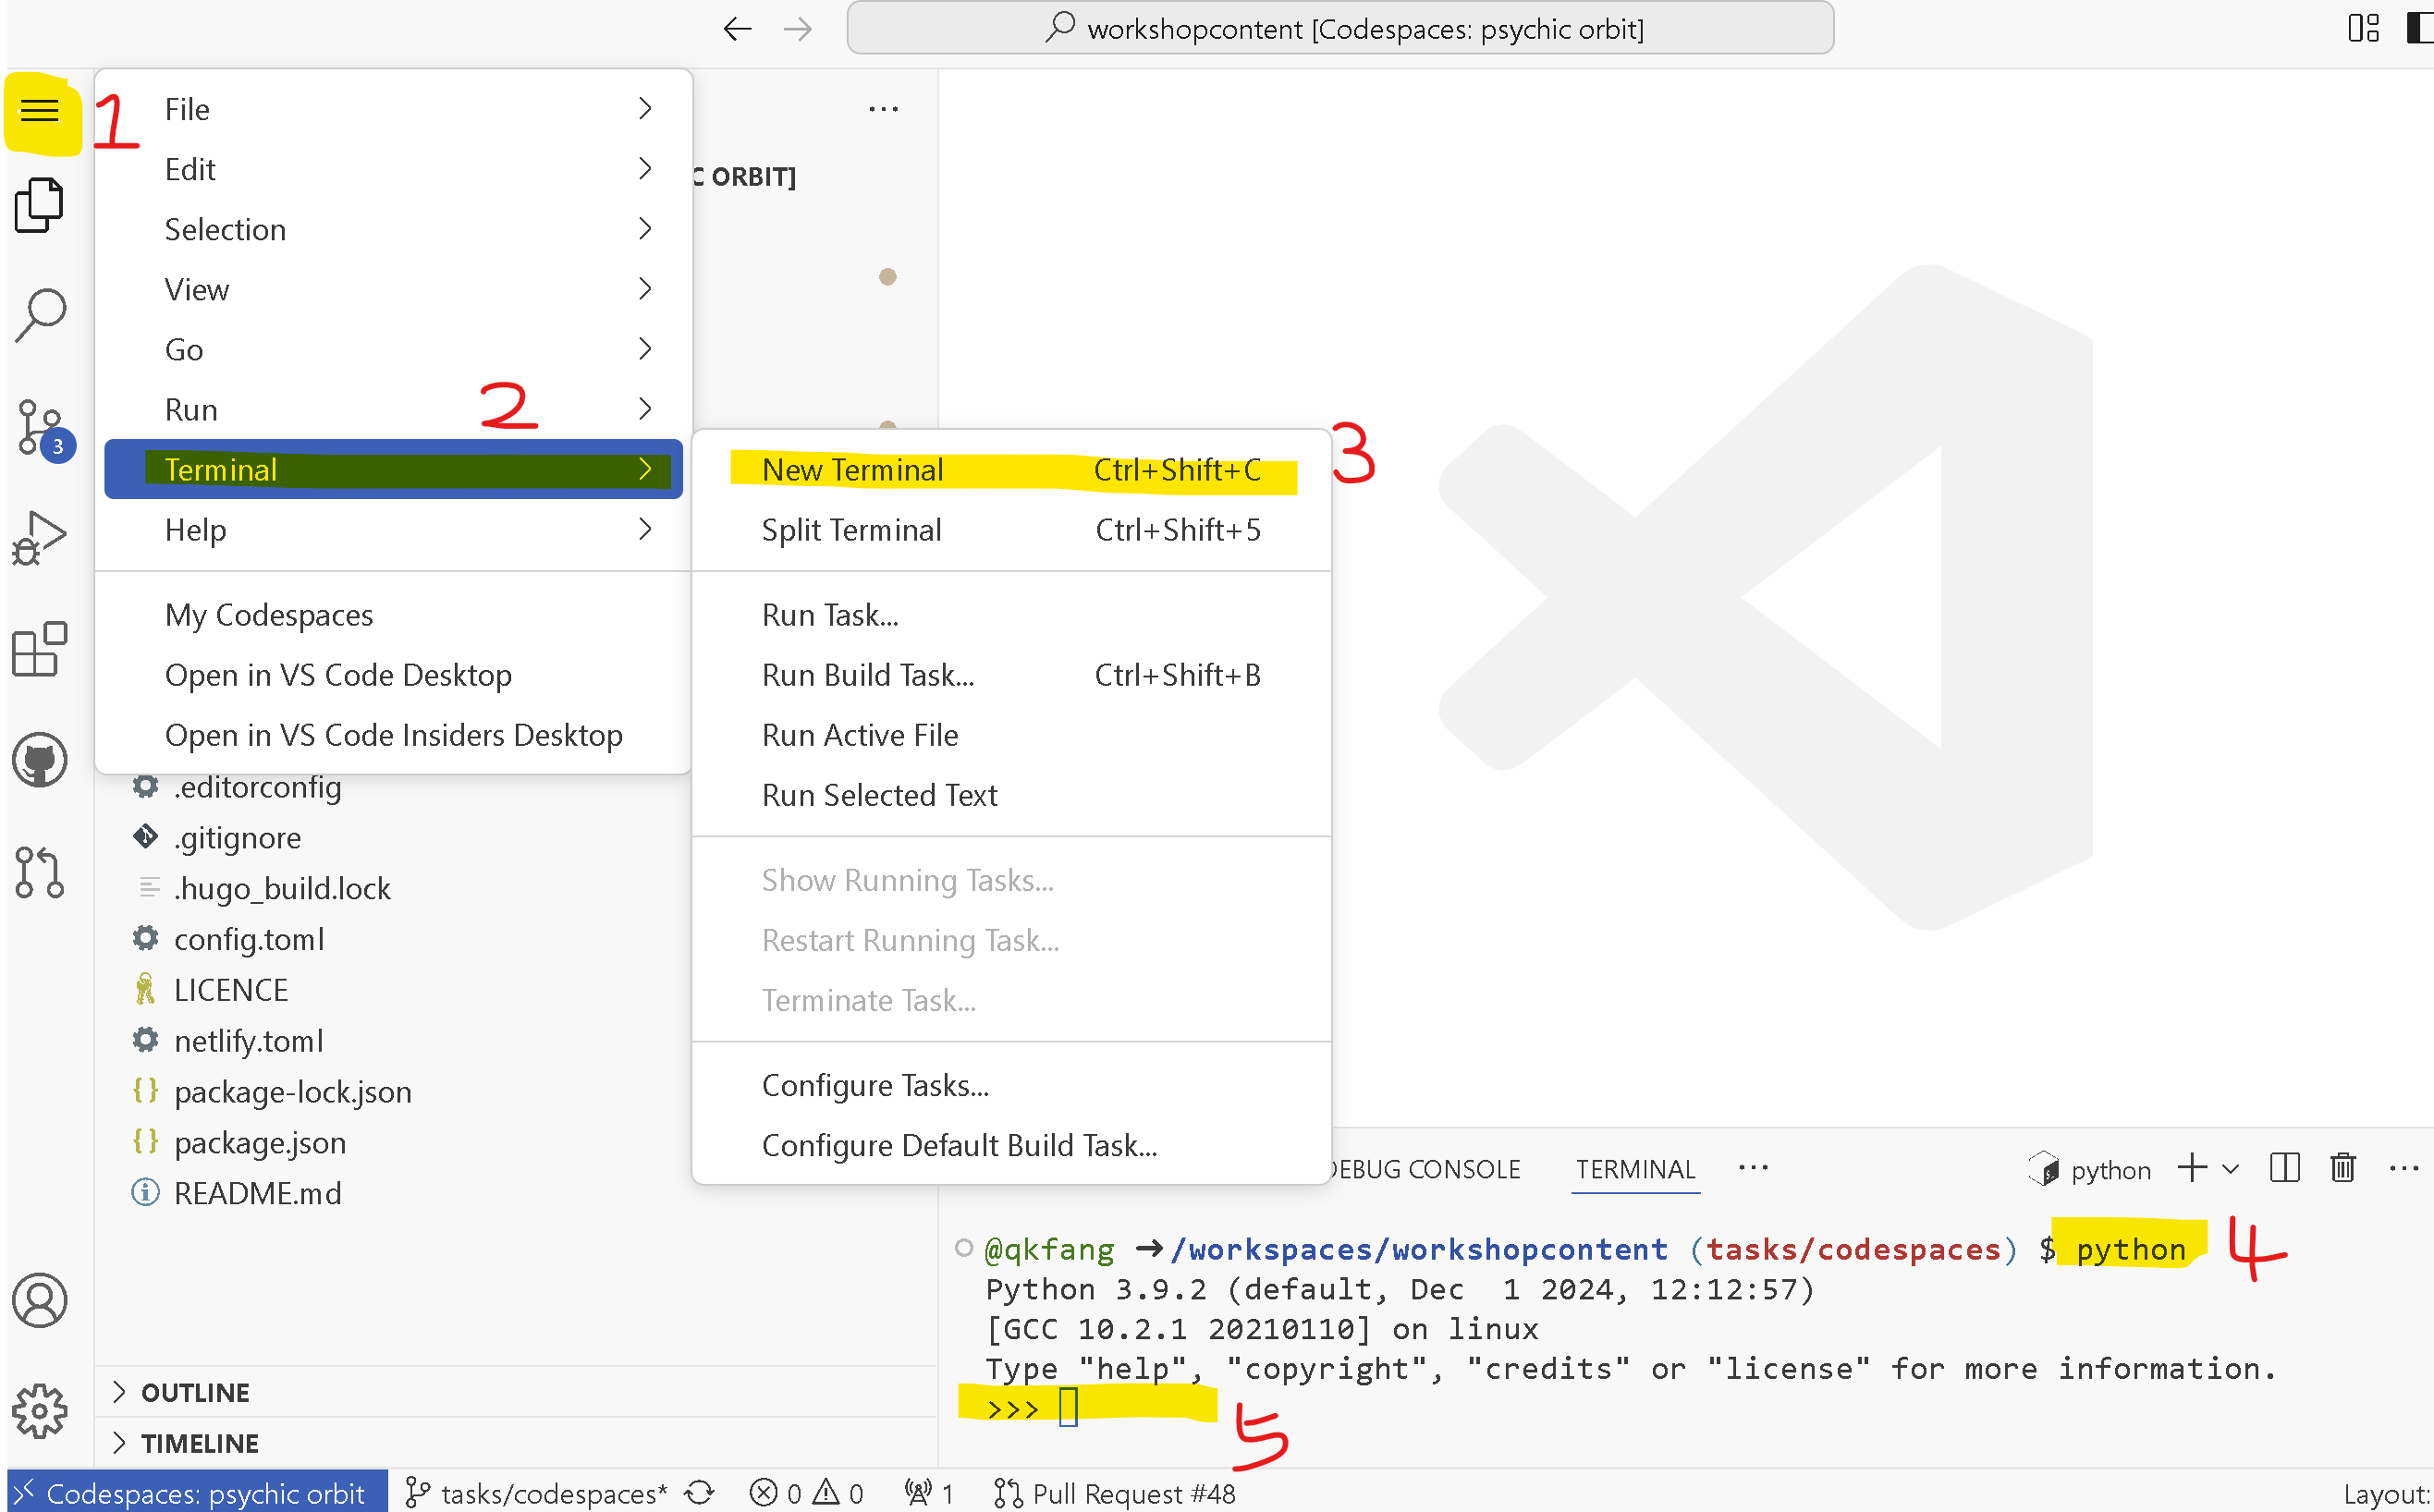 workshopcontent [Codespaces: psychic orbit]
1
File
Edit
Selection
View
Go
Run
2
Terminal
Help
My Codespaces
Open in VS Code Desktop
Open in VS Code Insiders Desktop
C ORBIT]
3
New Terminal Ctrl+Shift+C
3
Split Terminal Ctrl+Shift+5
Run Task...
Run Build Task... Ctrl+Shift+B
Run Active File
Run Selected Text
Show Running Tasks...
Restart Running Task...
Terminate Task...
Configure Tasks...
Configure Default Build Task...
.editorconfig
.gitignore
.hugo_build.lock
config.toml
LICENCE
netlify.toml
package-lock.json
package.json
README.md
OUTLINE
TIMELINE
DEBUG CONSOLE TERMINAL ... python
@qkfang ➜ /workspaces/workshopcontent (tasks/codespaces) $ python
4
Python 3.9.2 (default, Dec  1 2024, 12:12:57)
[GCC 10.2.1 20210110] on linux
Type "help", "copyright", "credits" or "license" for more information.
>>>
5
Codespaces: psychic orbit tasks/codespaces* 0 0 1 Pull Request #48 Layout: